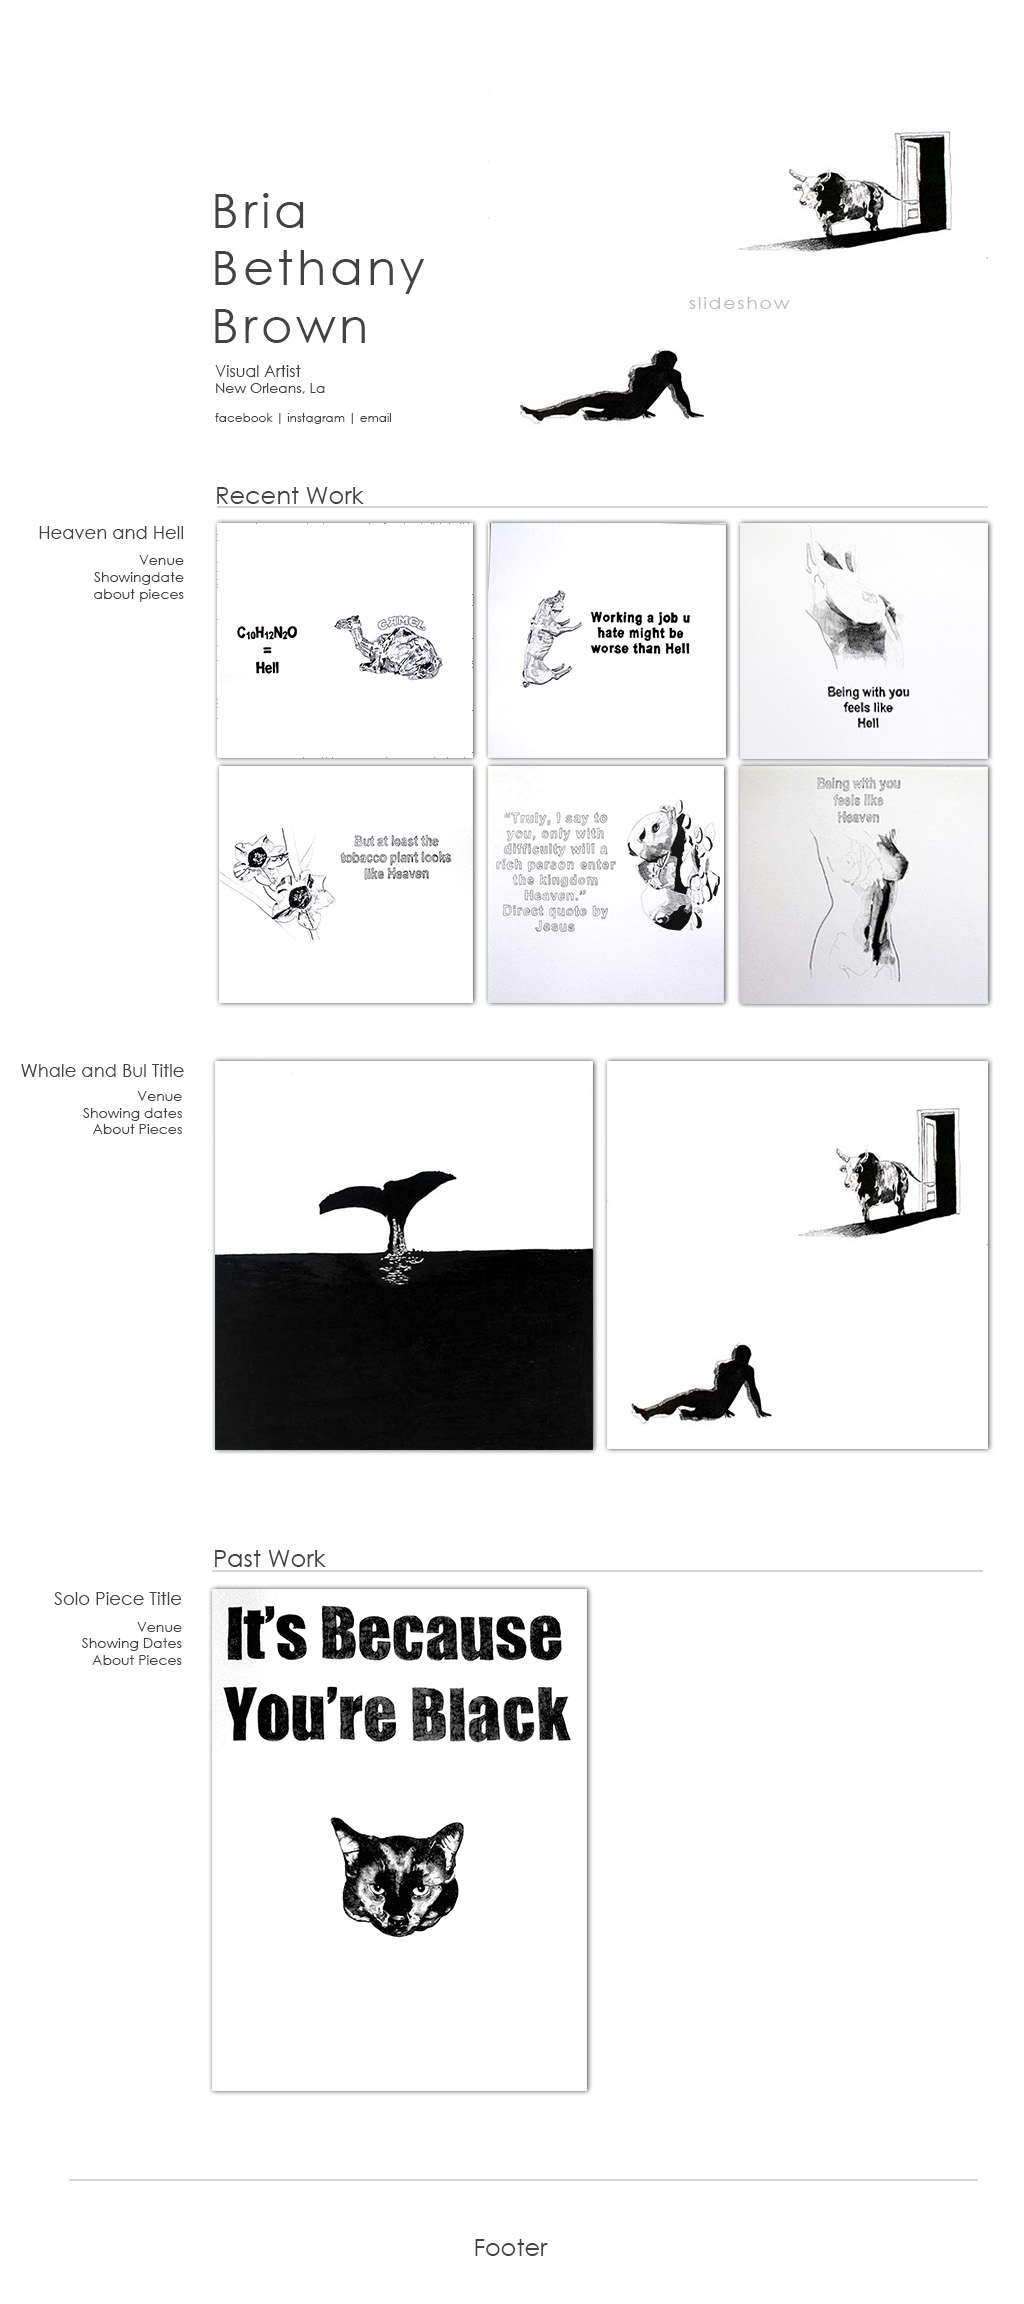 Bria
Bethany
Brown
Visual Artist
New Orleans, La
facebook | instagram | email
slideshow
Recent Work
Heaven and Hell
Venue
Showingdate
about pieces
C₁₀H₁₂N₂O
=
Hell
CAMEL
Working a job u
hate might be
worse than Hell
Being with you
feels like
Hell
But at least the
tobacco plant looks
like Heaven
"Truly, I say to
you, only with
difficulty will a
rich person enter
the kingdom
Heaven."
Direct quote by
Jesus
Being with you
feels like
Heaven
Whale and Bul Title
Venue
Showing dates
About Pieces
Past Work
Solo Piece Title
Venue
Showing Dates
About Pieces
It's Because
You're Black
Footer